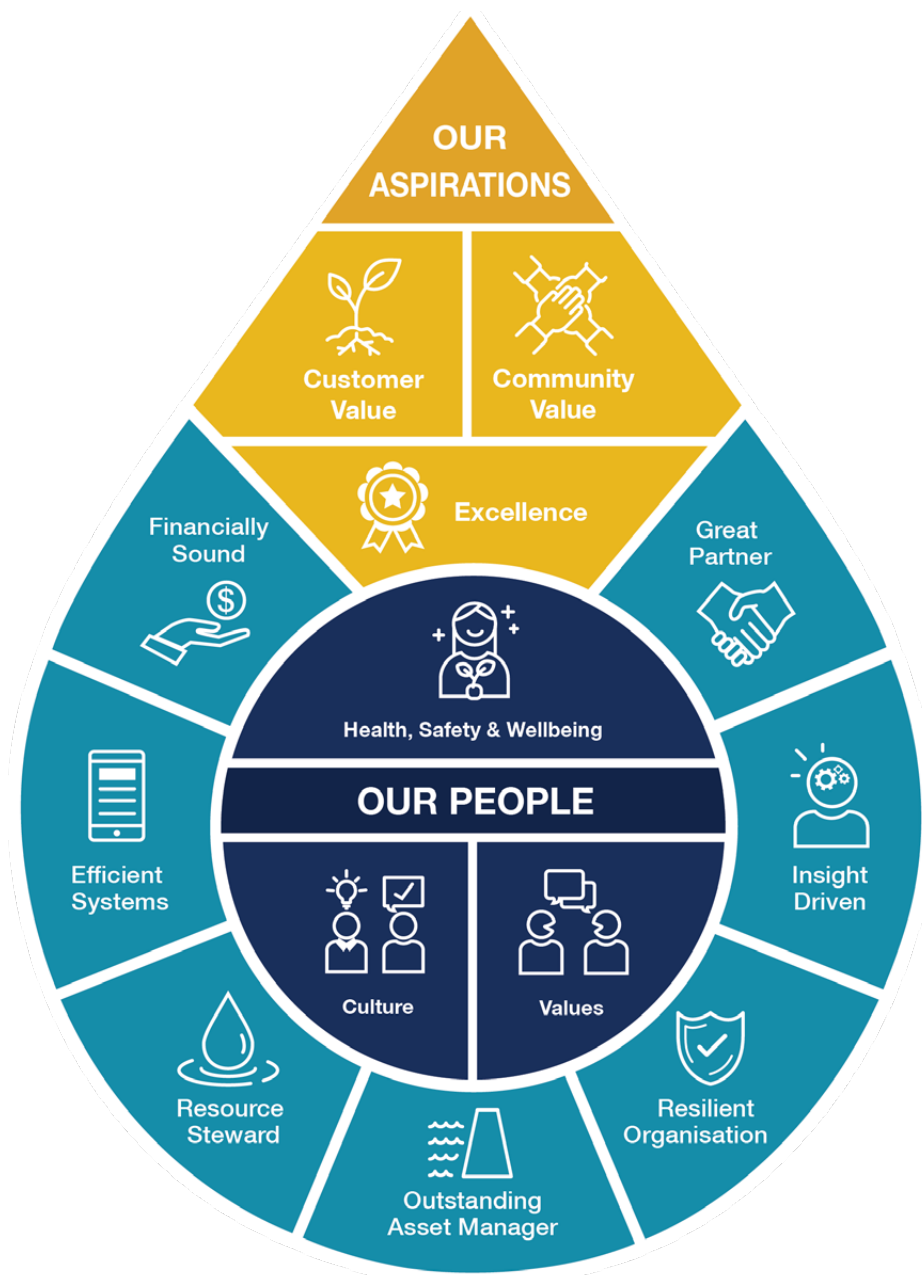 OUR
ASPIRATIONS
Customer
Value
Community
Value
Excellence
Financially
Sound
$
Great
Partner
Health, Safety & Wellbeing
OUR PEOPLE
Efficient
Systems
Insight
Driven
Culture
Values
Resource
Steward
Resilient
Organisation
Outstanding
Asset Manager